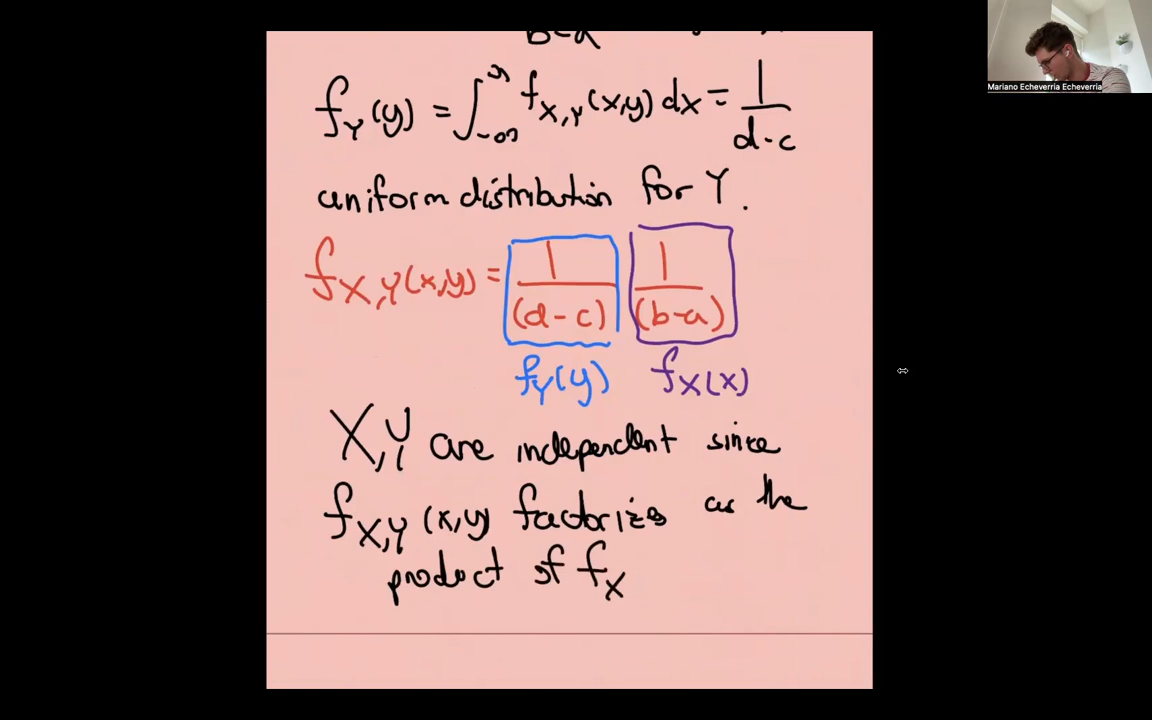 b-a
Mariano Echeverria Echeverria
f_Y(y) = ∫_{-∞}^{∞} f_{X,Y}(x,y) dx = 1/(d-c)
uniform distribution for Y.
f_{X,Y}(x,y) = 1/(d-c) 1/(b-a)
f_Y(y) f_X(x)
X,Y are independent since
f_{X,Y}(x,y) factorizes as the
product of f_X